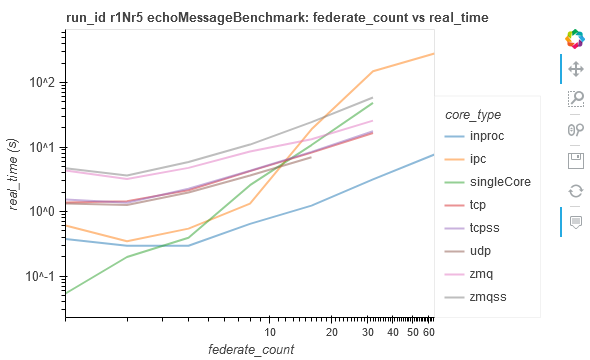 run_id r1Nr5 echoMessageBenchmark: federate_count vs real_time
real_time (s)
10^2
10^1
10^0
10^-1
10 20 30 40 50 60
federate_count
core_type
inproc
ipc
singleCore
tcp
tcpss
udp
zmq
zmqss